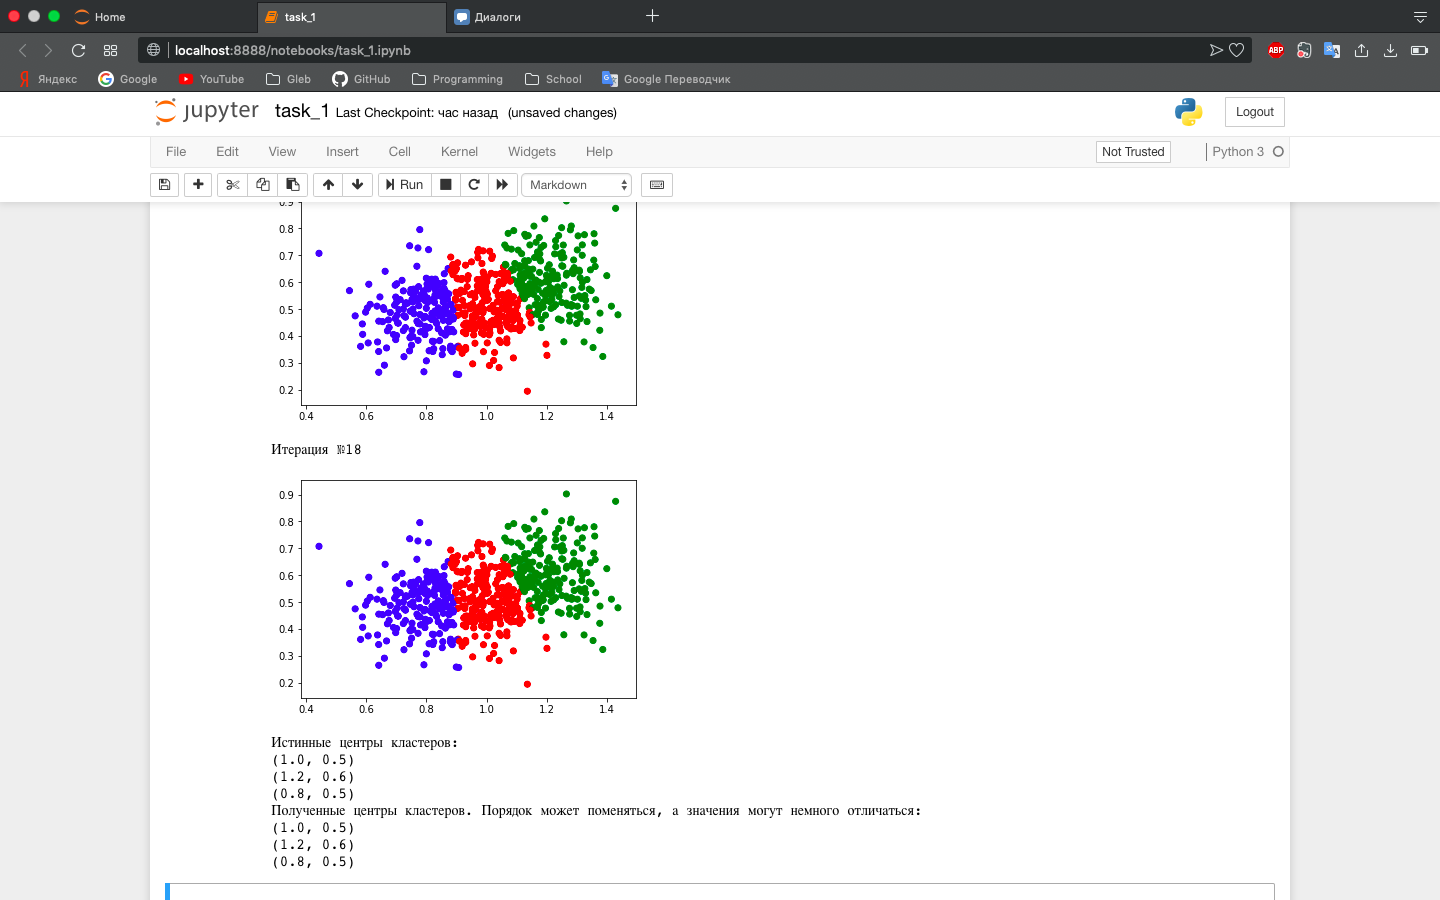 Home
task_1
Диалоги
localhost:8888/notebooks/task_1.ipynb
ABP
Яндекс
Google
YouTube
Gleb
GitHub
Programming
School
Google Переводчик
jupyter task_1 Last Checkpoint: час назад (unsaved changes)
Logout
File Edit View Insert Cell Kernel Widgets Help
Not Trusted
Python 3
Run
Markdown
0.9
0.8
0.7
0.6
0.5
0.4
0.3
0.2
0.4 0.6 0.8 1.0 1.2 1.4
Итерация №18
0.9
0.8
0.7
0.6
0.5
0.4
0.3
0.2
0.4 0.6 0.8 1.0 1.2 1.4
Истинные центры кластеров:
(1.0, 0.5)
(1.2, 0.6)
(0.8, 0.5)
Полученные центры кластеров. Порядок может поменяться, а значения могут немного отличаться:
(1.0, 0.5)
(1.2, 0.6)
(0.8, 0.5)